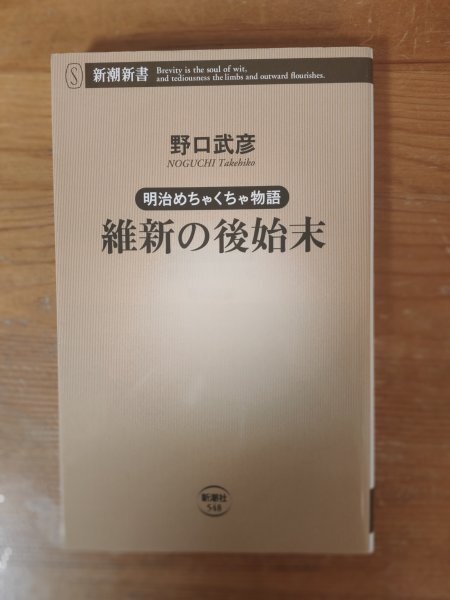 S
新潮新書
Brevity is the soul of wit,
and tediousness the limbs and outward flourishes.
野口武彦
NOGUCHI Takehiko
明治めちゃくちゃ物語
維新の後始末
新潮社
548